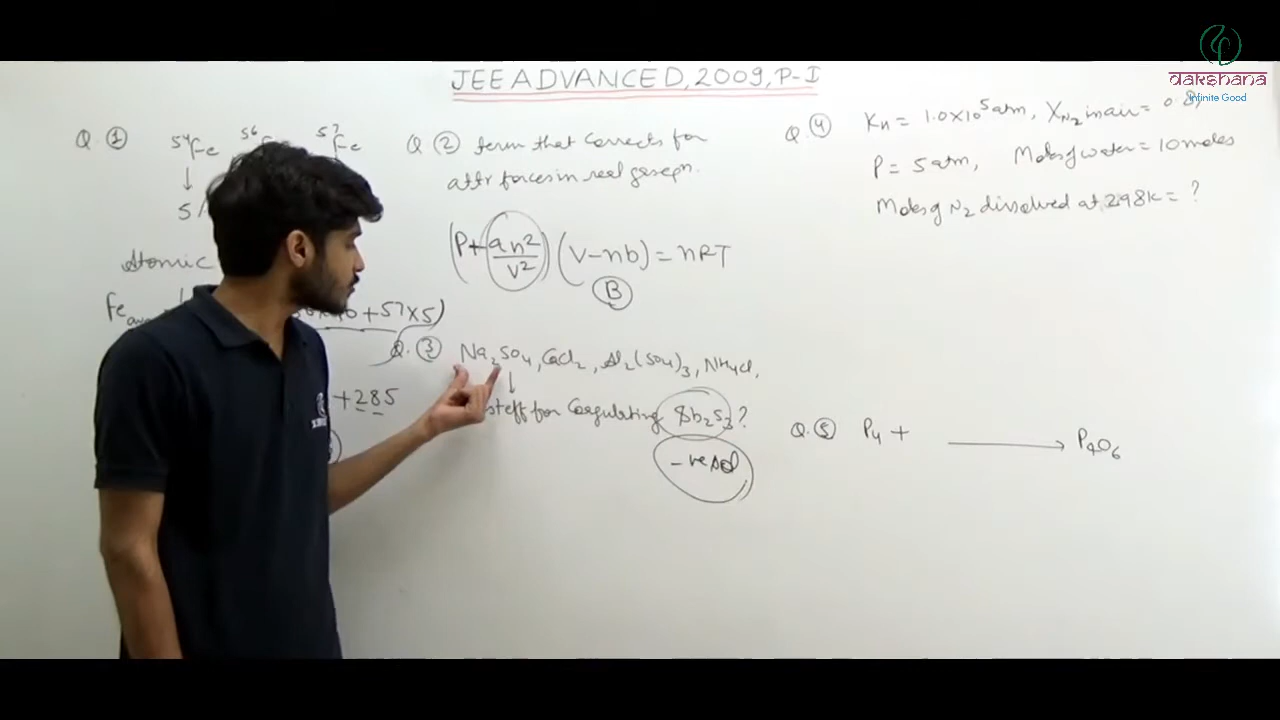 JEE ADVANCED, 2009, P-I
dakshana
Infinite Good
Q. 1
54Fe 56 57Fe
↓
Atomic
Fe
+ 57×5)
+ 285
Q. 2 term that corrects for
attr forces in real gas eqn.
(P + an²/V²) (V - nb) = nRT
B
Q. 3 Na₂SO₄, CaCl₂, Al₂(SO₄)₃, NH₄Cl,
↓
for Coagulating Sb₂S₃?
-ve sol
Q. 4 KH = 1.0×10⁵ atm, XN₂ in air = 0.8,
P = 5 atm, Moles of water = 10 moles
Moles of N₂ dissolved at 298K = ?
Q. 5 P₄ + → P₄O₆